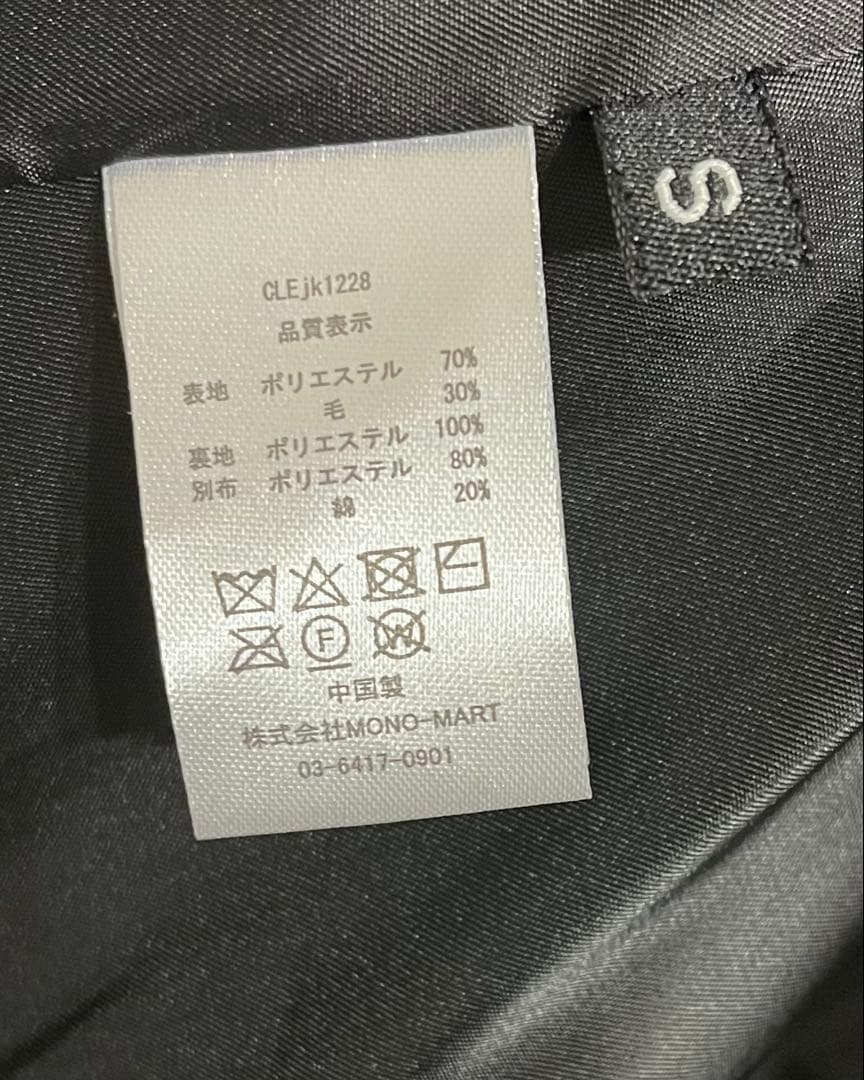 S
CLEjk1228
品質表示
表地 ポリエステル 70%
毛 30%
裏地 ポリエステル 100%
別布 ポリエステル 80%
綿 20%
F
W
中国製
株式会社MONO-MART
03-6417-0901